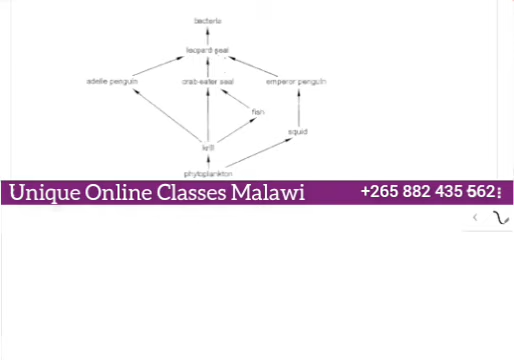 bacteria
leopard seal
adelie penguin crab-eater seal emperor penguin
fish
squid
krill
phytoplankton
Unique Online Classes Malawi +265 882 435 562